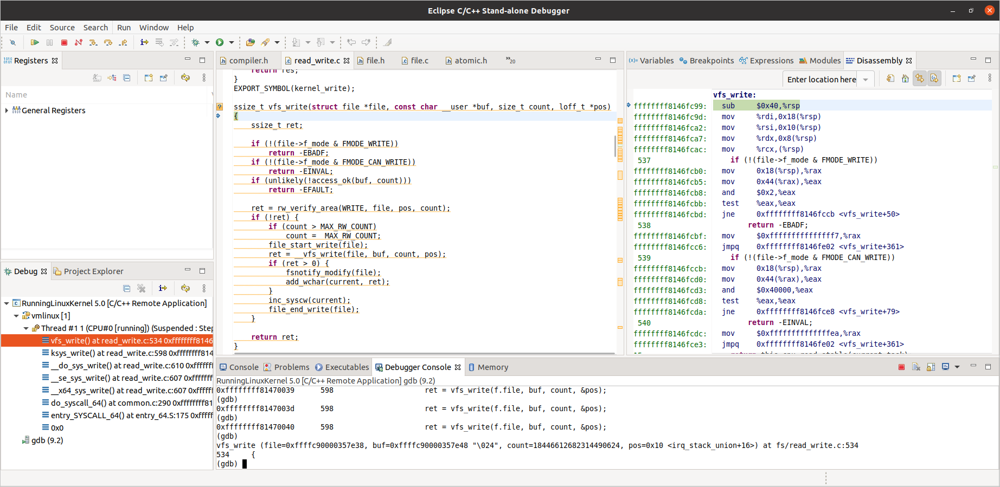 Eclipse C/C++ Stand-alone Debugger
File Edit Source Search Run Window Help
Registers
Name
General Registers
Debug Project Explorer
RunningLinuxKernel 5.0 [C/C++ Remote Application]
vmlinux [1]
Thread #1 1 (CPU#0 [running]) (Suspended : Step
vfs_write() at read_write.c:534 0xffffffff8146
ksys_write() at read_write.c:598 0xffffffff814
__do_sys_write() at read_write.c:610 0xffffffff
__se_sys_write() at read_write.c:607 0xffffffff
__x64_sys_write() at read_write.c:607 0xffffff
do_syscall_64() at common.c:290 0xffffffff81
entry_SYSCALL_64() at entry_64.S:175 0xfffff
0x0
gdb (9.2)
compiler.h read_write.c file.h file.c atomic.h »20
return res;
}
EXPORT_SYMBOL(kernel_write);
ssize_t vfs_write(struct file *file, const char __user *buf, size_t count, loff_t *pos)
{
ssize_t ret;
if (!(file->f_mode & FMODE_WRITE))
return -EBADF;
if (!(file->f_mode & FMODE_CAN_WRITE))
return -EINVAL;
if (unlikely(!access_ok(buf, count)))
return -EFAULT;
ret = rw_verify_area(WRITE, file, pos, count);
if (!ret) {
if (count > MAX_RW_COUNT)
count =  MAX_RW_COUNT;
file_start_write(file);
ret = __vfs_write(file, buf, count, pos);
if (ret > 0) {
fsnotify_modify(file);
add_wchar(current, ret);
}
inc_syscw(current);
file_end_write(file);
}
return ret;
}
Variables Breakpoints Expressions Modules Disassembly
Enter location here
vfs_write:
ffffffff8146fc99: sub $0x40,%rsp
ffffffff8146fc9d: mov %rdi,0x18(%rsp)
ffffffff8146fca2: mov %rsi,0x10(%rsp)
ffffffff8146fca7: mov %rdx,0x8(%rsp)
ffffffff8146fcac: mov %rcx,(%rsp)
537 if (!(file->f_mode & FMODE_WRITE))
ffffffff8146fcb0: mov 0x18(%rsp),%rax
ffffffff8146fcb5: mov 0x44(%rax),%eax
ffffffff8146fcb8: and $0x2,%eax
ffffffff8146fcbb: test %eax,%eax
ffffffff8146fcbd: jne 0xffffffff8146fccb <vfs_write+50>
538 return -EBADF;
ffffffff8146fcbf: mov $0xfffffffffffffff7,%rax
ffffffff8146fcc6: jmpq 0xffffffff8146fe02 <vfs_write+361>
539 if (!(file->f_mode & FMODE_CAN_WRITE))
ffffffff8146fccb: mov 0x18(%rsp),%rax
ffffffff8146fcd0: mov 0x44(%rax),%eax
ffffffff8146fcd3: and $0x40000,%eax
ffffffff8146fcd8: test %eax,%eax
ffffffff8146fcda: jne 0xffffffff8146fce8 <vfs_write+79>
540 return -EINVAL;
ffffffff8146fcdc: mov $0xffffffffffffffea,%rax
ffffffff8146fce3: jmpq 0xffffffff8146fe02 <vfs_write+361>
15 return this_cpu_read_stable(current_task)
Console Problems Executables Debugger Console Memory
RunningLinuxKernel 5.0 [C/C++ Remote Application] gdb (9.2)
0xffffffff81470039 598 ret = vfs_write(f.file, buf, count, &pos);
(gdb)
0xffffffff8147003d 598 ret = vfs_write(f.file, buf, count, &pos);
(gdb)
0xffffffff81470040 598 ret = vfs_write(f.file, buf, count, &pos);
(gdb)
vfs_write (file=0xffffc90000357e38, buf=0xffffc90000357e48 "\024", count=18446612682314490624, pos=0x10 <irq_stack_union+16>) at fs/read_write.c:534
534 {
(gdb)